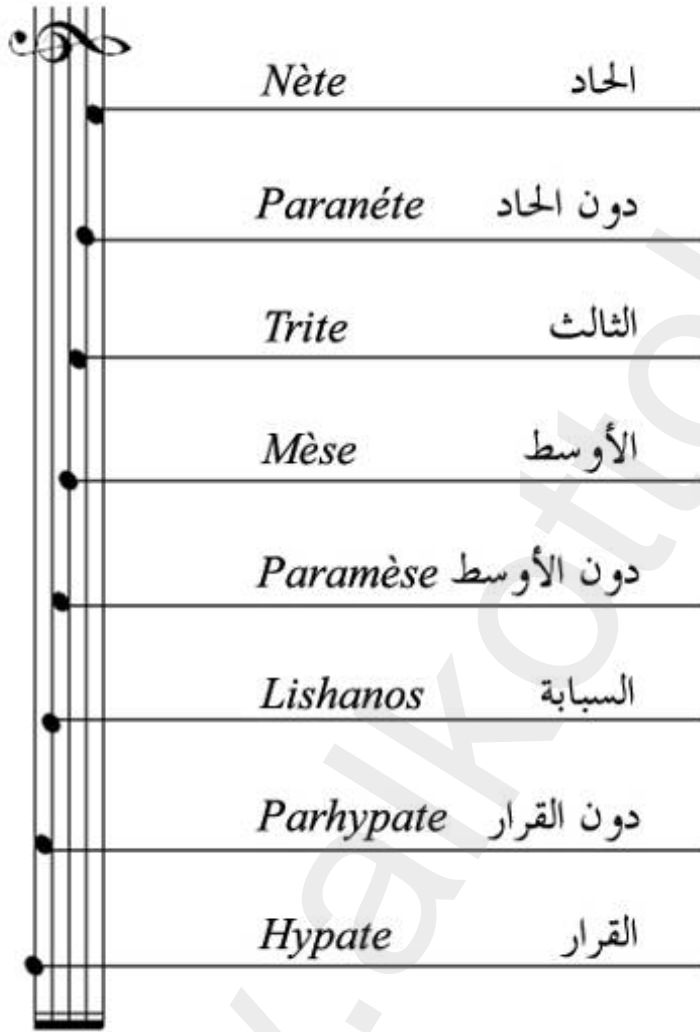 Nète الحاد
Paranéte دون الحاد
Trite الثالث
Mèse الأوسط
Paramèse دون الأوسط
Lishanos السبابة
Parhypate دون القرار
Hypate القرار